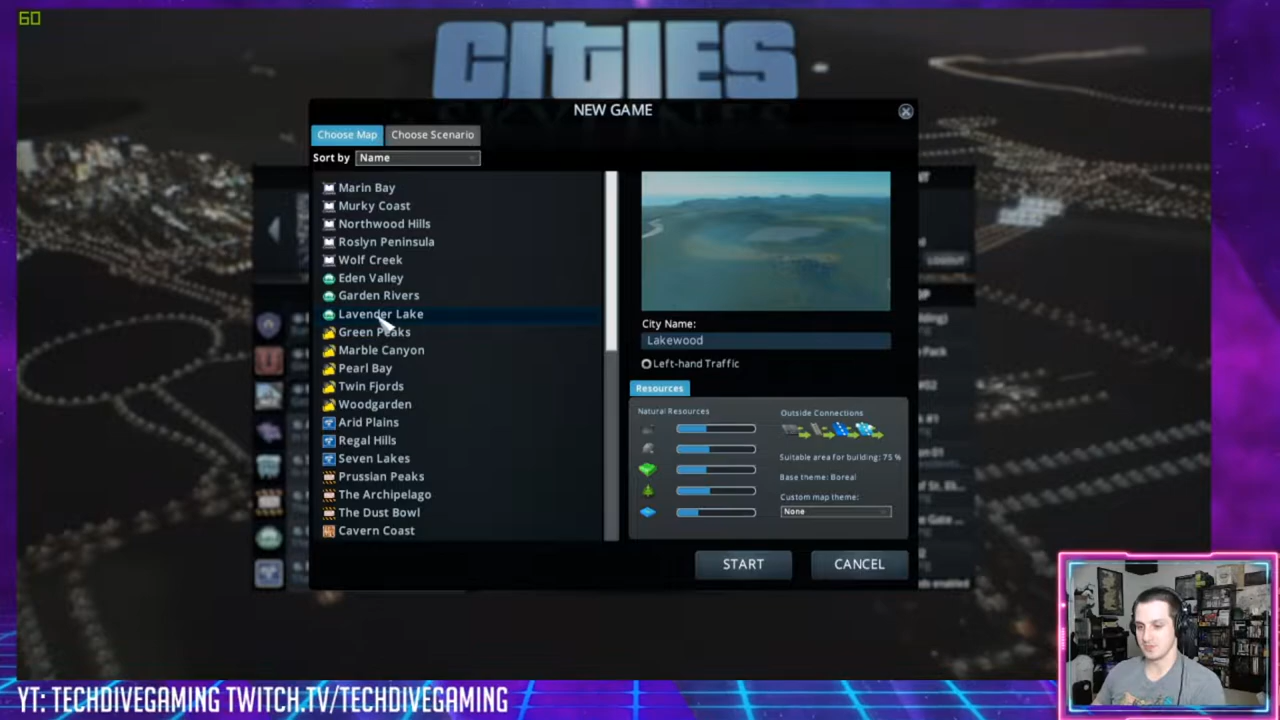 60
CITIES
NEW GAME
Choose Map
Choose Scenario
Sort by
Name
Marin Bay
Murky Coast
Northwood Hills
Roslyn Peninsula
Wolf Creek
Eden Valley
Garden Rivers
Lavender Lake
Green Peaks
Marble Canyon
Pearl Bay
Twin Fjords
Woodgarden
Arid Plains
Regal Hills
Seven Lakes
Prussian Peaks
The Archipelago
The Dust Bowl
Cavern Coast
City Name:
Lakewood
Left-hand Traffic
Resources
Natural Resources
Outside Connections
Suitable area for building: 75 %
Base theme: Boreal
Custom map theme:
None
START
CANCEL
LOGOUT
YT: TECHDIVEGAMING TWITCH.TV/TECHDIVEGAMING